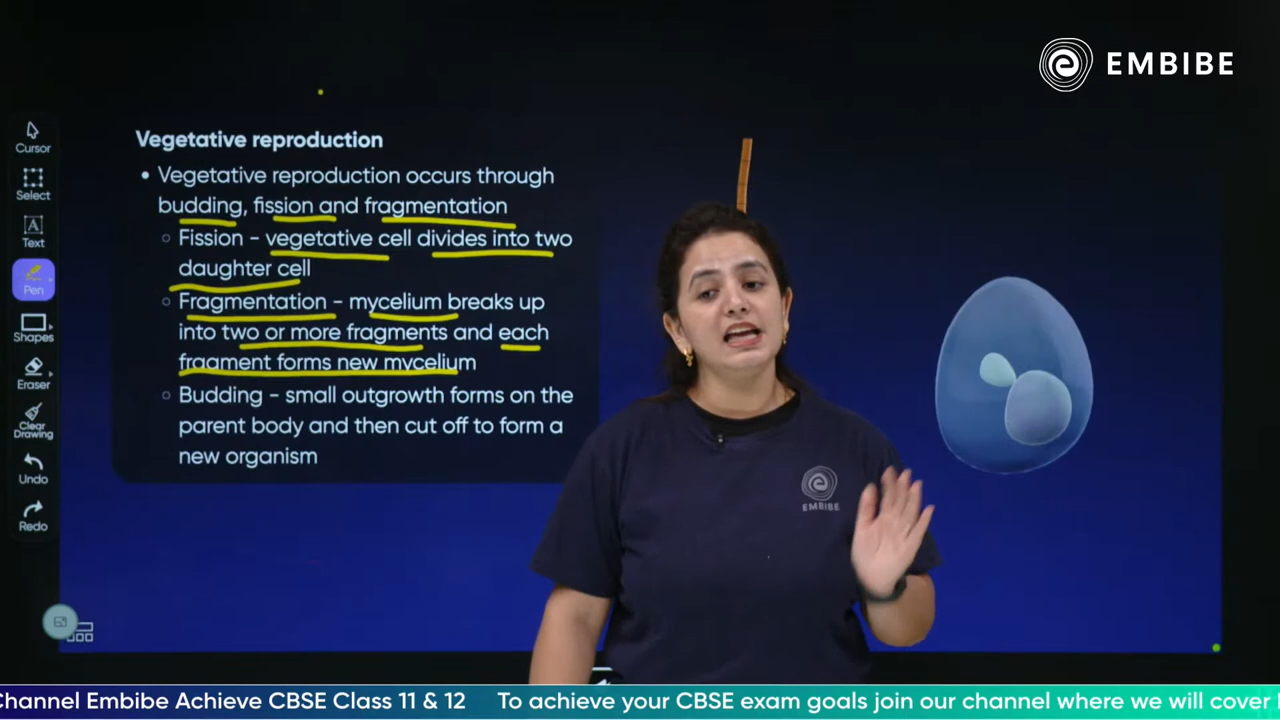 EMBIBE
Cursor
Select
Text
Pen
Shapes
Eraser
Clear
Drawing
Undo
Redo
Vegetative reproduction
• Vegetative reproduction occurs through
budding, fission and fragmentation
○ Fission - vegetative cell divides into two
daughter cell
○ Fragmentation - mycelium breaks up
into two or more fragments and each
fragment forms new mycelium
○ Budding - small outgrowth forms on the
parent body and then cut off to form a
new organism
EMBIBE
Channel Embibe Achieve CBSE Class 11 & 12 To achieve your CBSE exam goals join our channel where we will cover